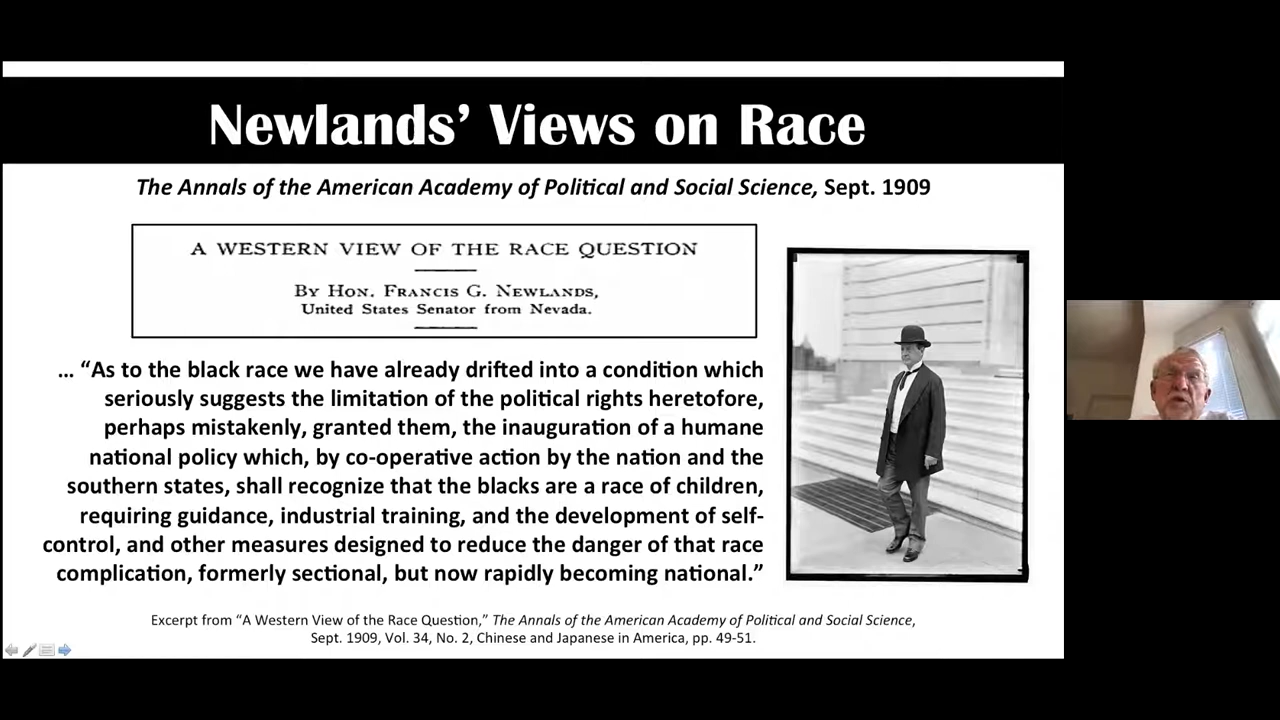 Newlands’ Views on Race
The Annals of the American Academy of Political and Social Science, Sept. 1909
A WESTERN VIEW OF THE RACE QUESTION
By Hon. Francis G. Newlands,
United States Senator from Nevada.
... “As to the black race we have already drifted into a condition which
seriously suggests the limitation of the political rights heretofore,
perhaps mistakenly, granted them, the inauguration of a humane
national policy which, by co-operative action by the nation and the
southern states, shall recognize that the blacks are a race of children,
requiring guidance, industrial training, and the development of self-
control, and other measures designed to reduce the danger of that race
complication, formerly sectional, but now rapidly becoming national.”
Excerpt from “A Western View of the Race Question,” The Annals of the American Academy of Political and Social Science,
Sept. 1909, Vol. 34, No. 2, Chinese and Japanese in America, pp. 49-51.